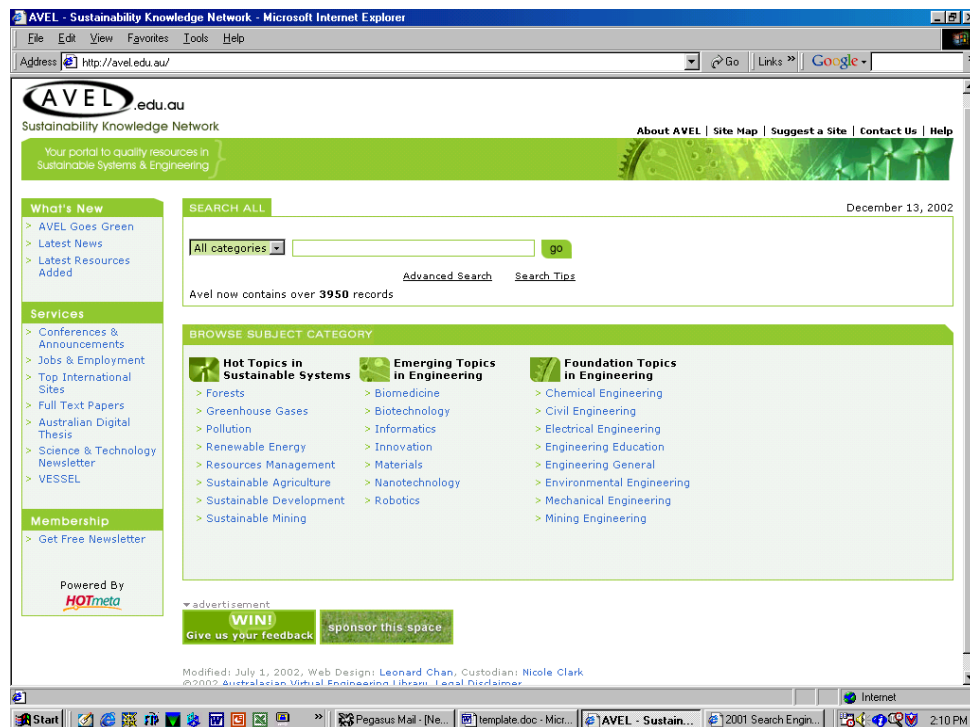 AVEL - Sustainability Knowledge Network - Microsoft Internet Explorer
File Edit View Favorites Tools Help
Address http://avel.edu.au/ Go Links » Google
AVEL.edu.au
Sustainability Knowledge Network
About AVEL | Site Map | Suggest a Site | Contact Us | Help
Your portal to quality resources in
Sustainable Systems & Engineering
What's New
> AVEL Goes Green
> Latest News
> Latest Resources
Added
Services
> Conferences &
Announcements
> Jobs & Employment
> Top International
Sites
> Full Text Papers
> Australian Digital
Thesis
> Science & Technology
Newsletter
> VESSEL
Membership
> Get Free Newsletter
Powered By
HOTmeta
SEARCH ALL
December 13, 2002
All categories go
Advanced Search Search Tips
Avel now contains over 3950 records
BROWSE SUBJECT CATEGORY
Hot Topics in
Sustainable Systems
> Forests
> Greenhouse Gases
> Pollution
> Renewable Energy
> Resources Management
> Sustainable Agriculture
> Sustainable Development
> Sustainable Mining
Emerging Topics
in Engineering
> Biomedicine
> Biotechnology
> Informatics
> Innovation
> Materials
> Nanotechnology
> Robotics
Foundation Topics
in Engineering
> Chemical Engineering
> Civil Engineering
> Electrical Engineering
> Engineering Education
> Engineering General
> Environmental Engineering
> Mechanical Engineering
> Mining Engineering
advertisement
WIN!
Give us your feedback
sponsor this space
Modified: July 1, 2002, Web Design: Leonard Chan, Custodian: Nicole Clark
©2002 Australasian Virtual Engineering Library. Legal Disclaimer
Internet
Start » Pegasus Mail - [Ne... template.doc - Micr... AVEL - Sustain... 2001 Search Engin... 2:10 PM